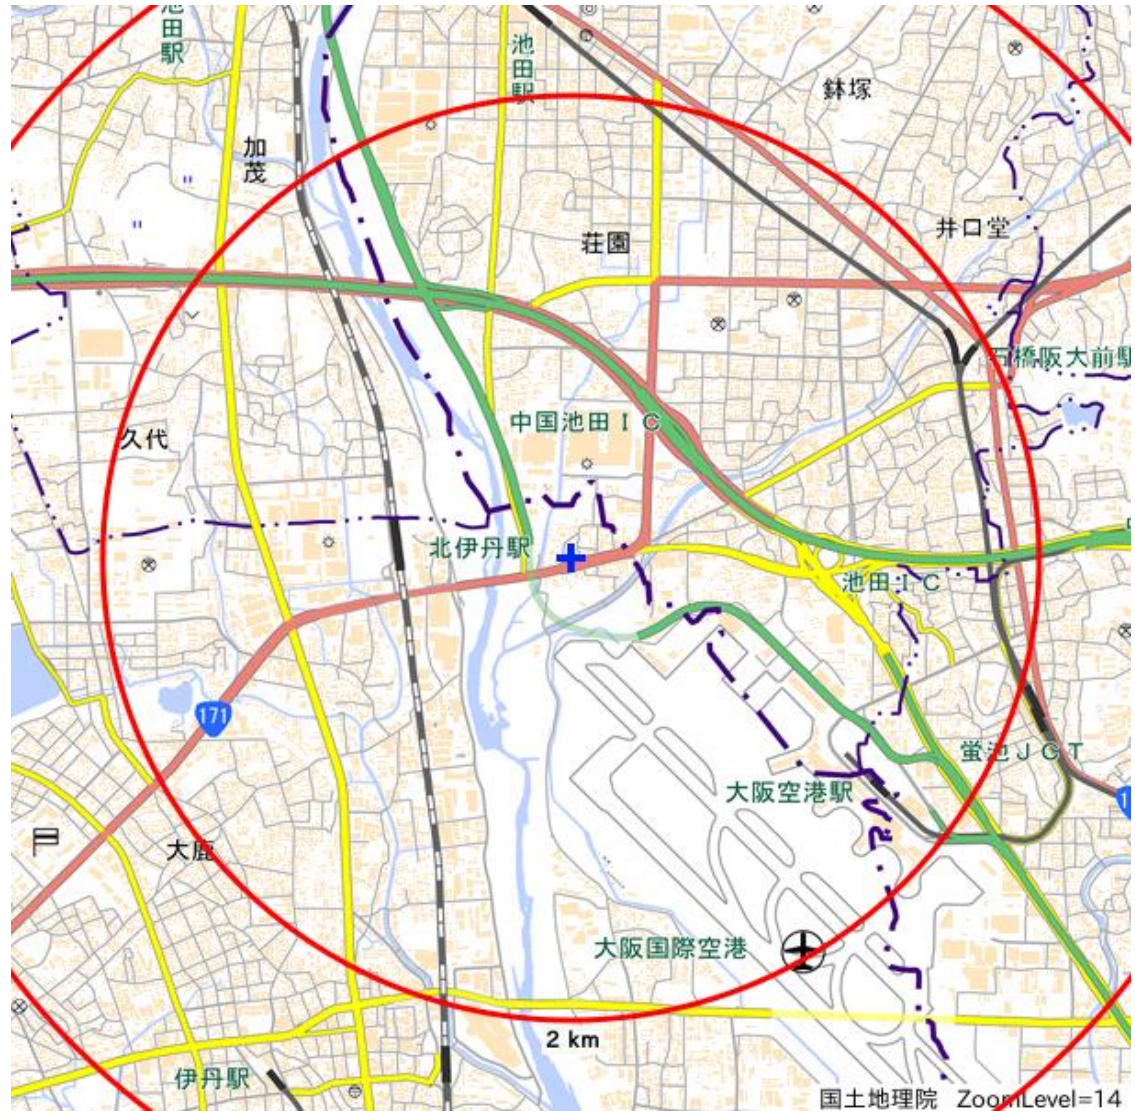 池田駅
池田駅
鉢塚
加茂
井口堂
荘園
石橋阪大前駅
中国池田IC
久代
北伊丹駅
池田IC
171
蛍池JCT
大阪空港駅
大鹿
大阪国際空港
2 km
伊丹駅
国土地理院 ZoomLevel=14